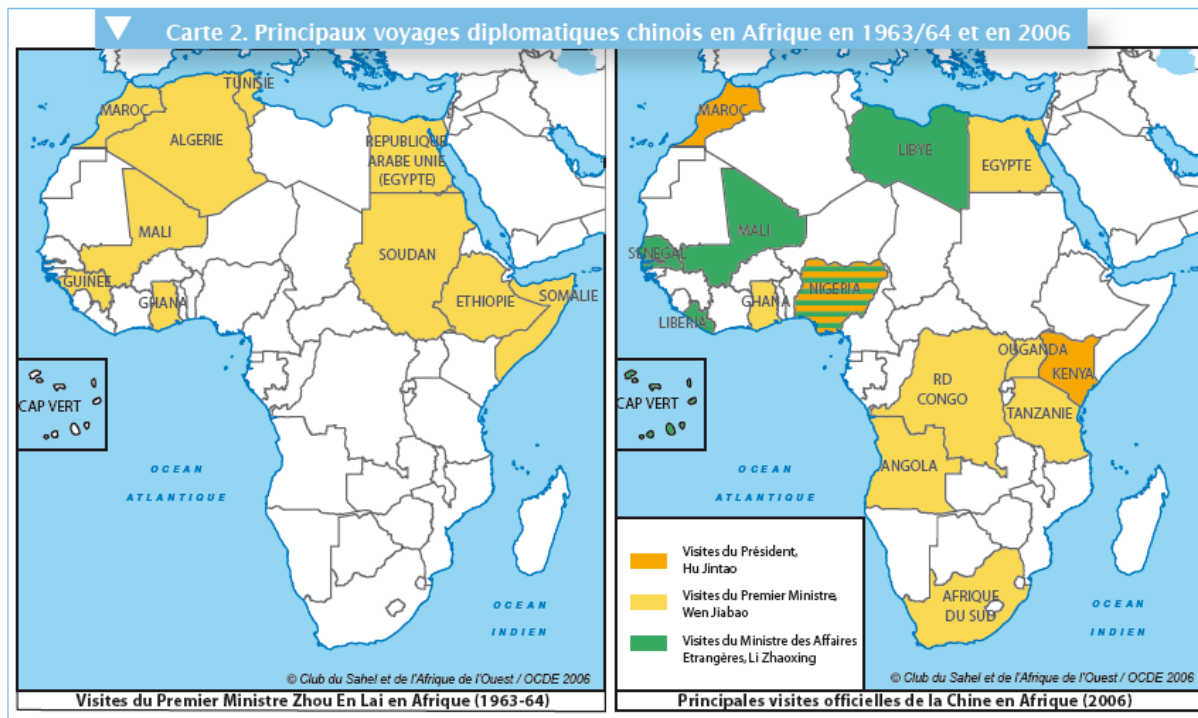 Carte 2. Principaux voyages diplomatiques chinois en Afrique en 1963/64 et en 2006
TUNISIE
MAROC
ALGERIE
REPUBLIQUE
ARABE UNIE
(EGYPTE)
MALI
SOUDAN
GUINÉE
GHANA
ETHIOPIE
SOMALIE
CAP VERT
OCEAN
ATLANTIQUE
OCEAN
INDIEN
© Club du Sahel et de l'Afrique de l'Ouest / OCDE 2006
Visites du Premier Ministre Zhou En Lai en Afrique (1963-64)
MAROC
LIBYE
EGYPTE
MALI
SENEGAL
NIGERIA
GHANA
LIBERIA
OUGANDA
KENYA
RD
CONGO
TANZANIE
CAP VERT
ANGOLA
OCEAN
ATLANTIQUE
Visites du Président,
Hu Jintao
Visites du Premier Ministre,
Wen Jiabao
Visites du Ministre des Affaires
Etrangères, Li Zhaoxing
AFRIQUE
DU SUD
OCEAN
INDIEN
© Club du Sahel et de l'Afrique de l'Ouest / OCDE 2006
Principales visites officielles de la Chine en Afrique (2006)